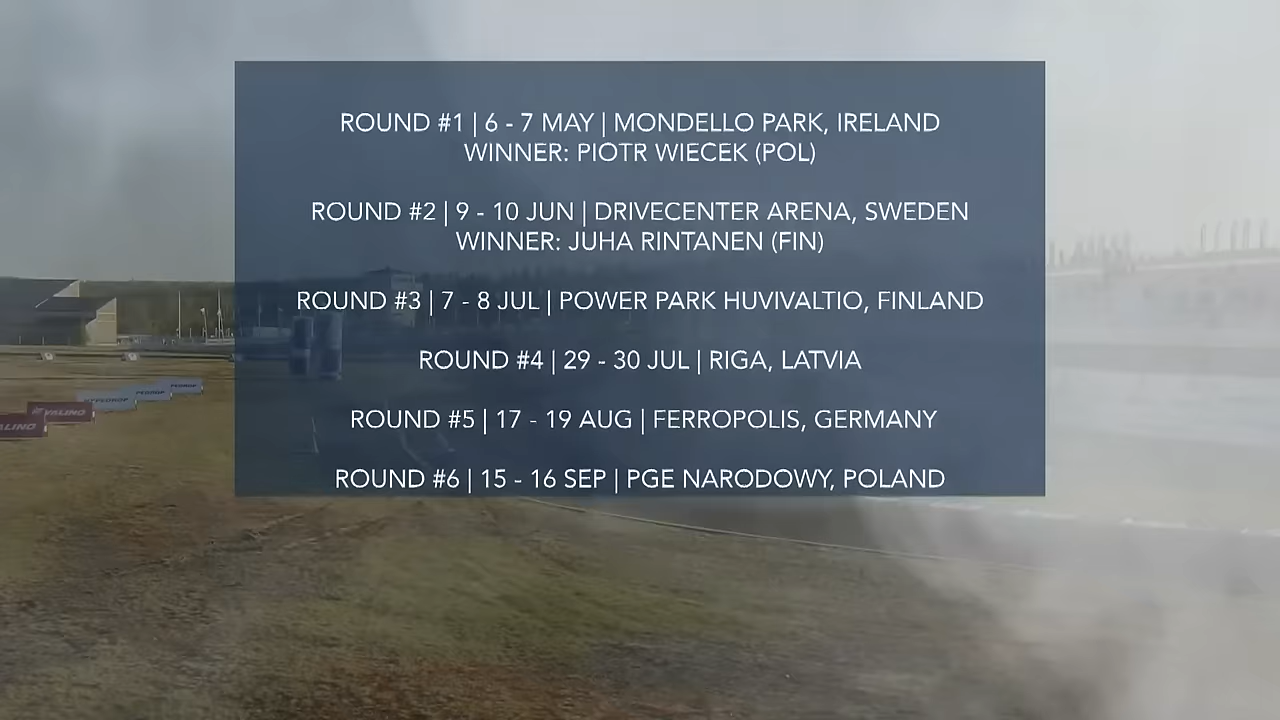 ROUND #1 | 6 - 7 MAY | MONDELLO PARK, IRELAND
WINNER: PIOTR WIECEK (POL)
ROUND #2 | 9 - 10 JUN | DRIVECENTER ARENA, SWEDEN
WINNER: JUHA RINTANEN (FIN)
ROUND #3 | 7 - 8 JUL | POWER PARK HUVIVALTIO, FINLAND
ROUND #4 | 29 - 30 JUL | RIGA, LATVIA
ROUND #5 | 17 - 19 AUG | FERROPOLIS, GERMANY
ROUND #6 | 15 - 16 SEP | PGE NARODOWY, POLAND
VALINO